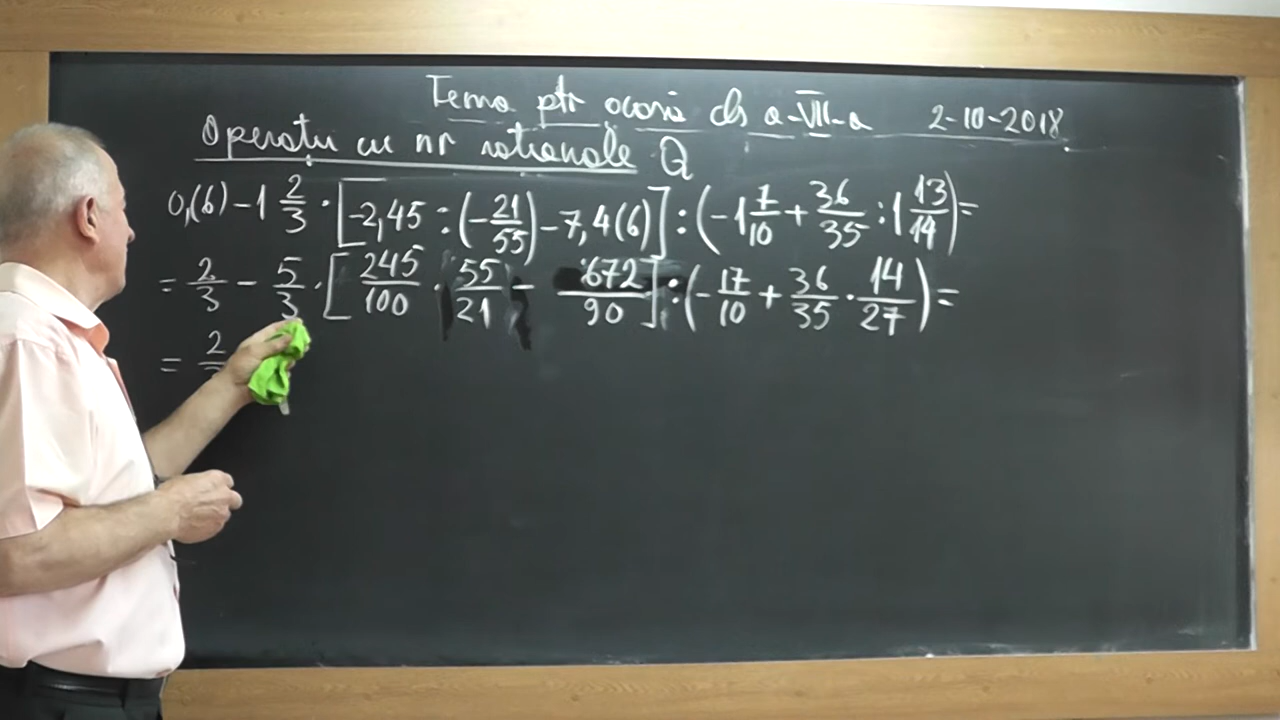 Tema ptr acasă cls a-VII-a 2-10-2018
Operații cu nr raționale Q
0,(6) - 1 2/3 · [-2,45 : (-21/55) - 7,4(6)] : (-1 7/10 + 36/35 : 1 13/14) =
= 2/3 - 5/3 · [245/100 · 55/21 - 672/90] : (-17/10 + 36/35 · 14/27) =
= 2